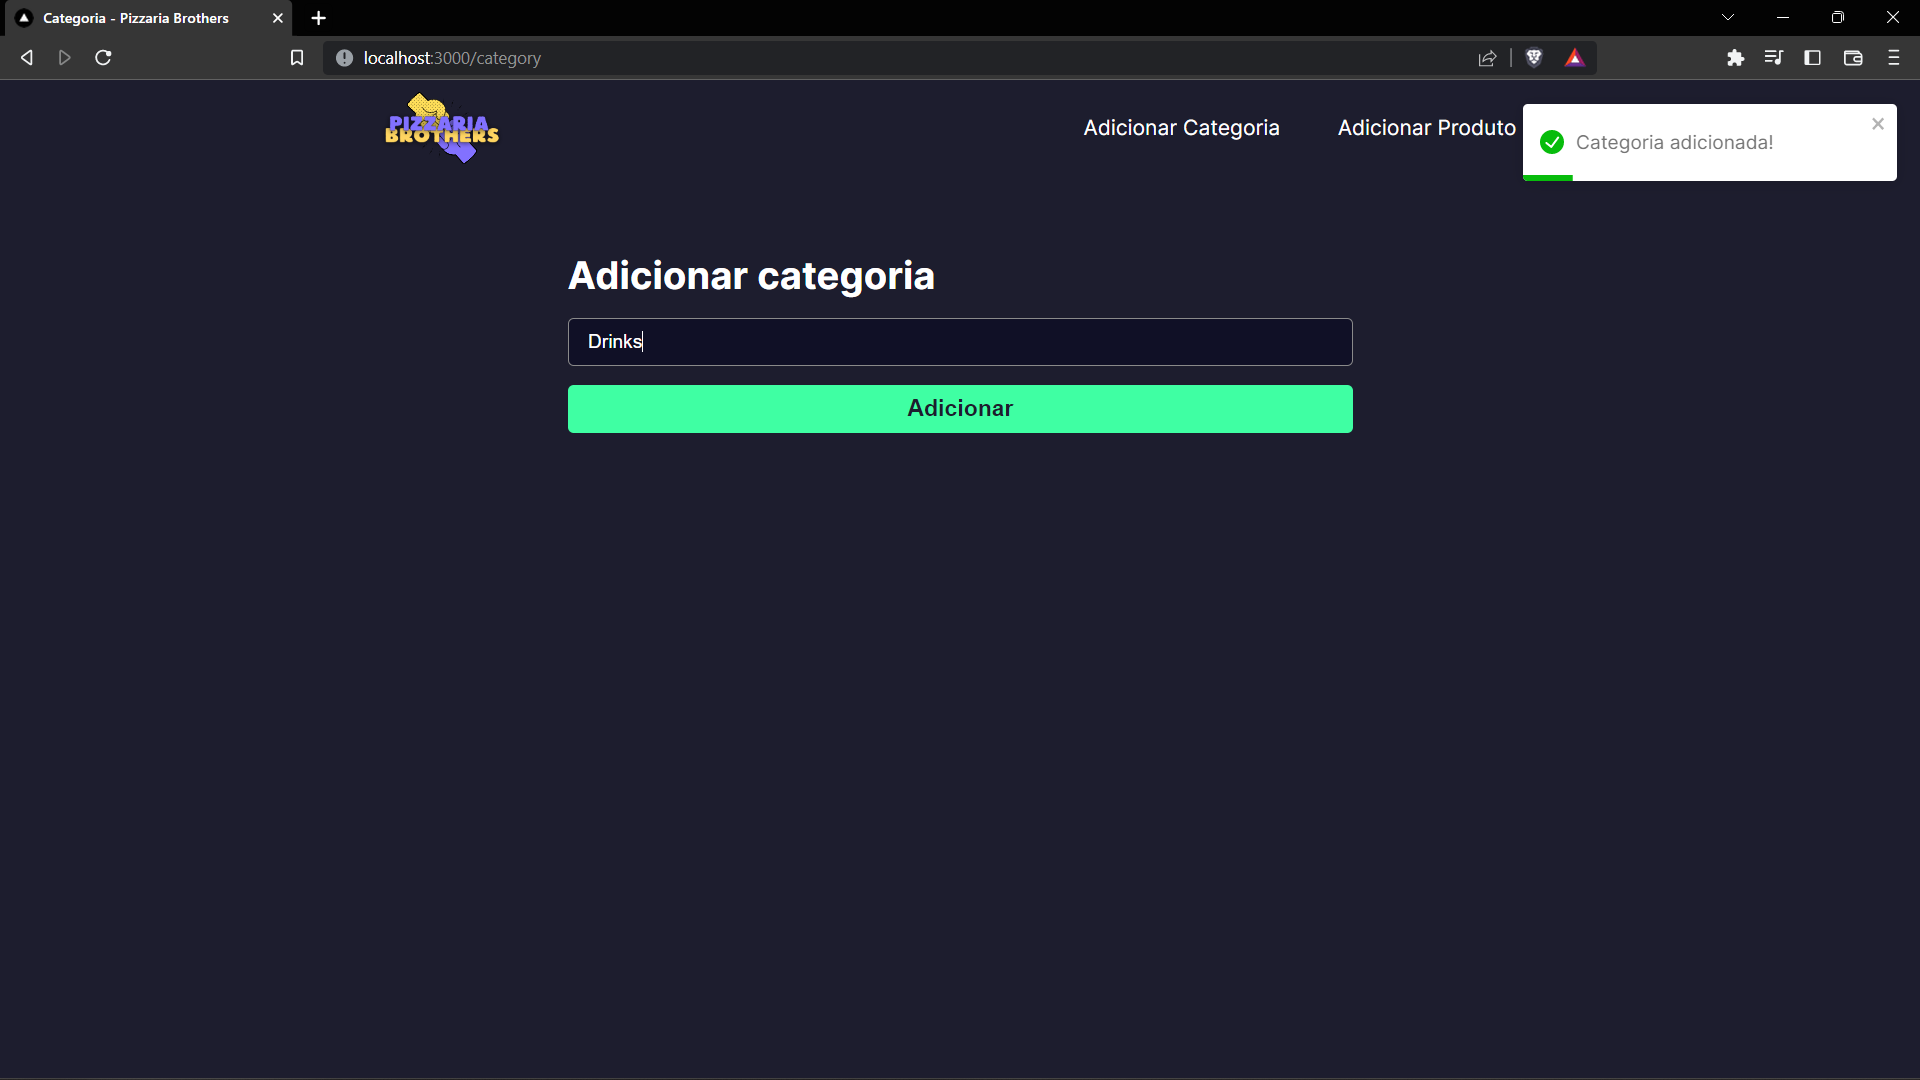 Categoria - Pizzaria Brothers
localhost:3000/category
PIZZARIA
BROTHERS
Adicionar Categoria
Adicionar Produto
Categoria adicionada!
Adicionar categoria
Drinks
Adicionar